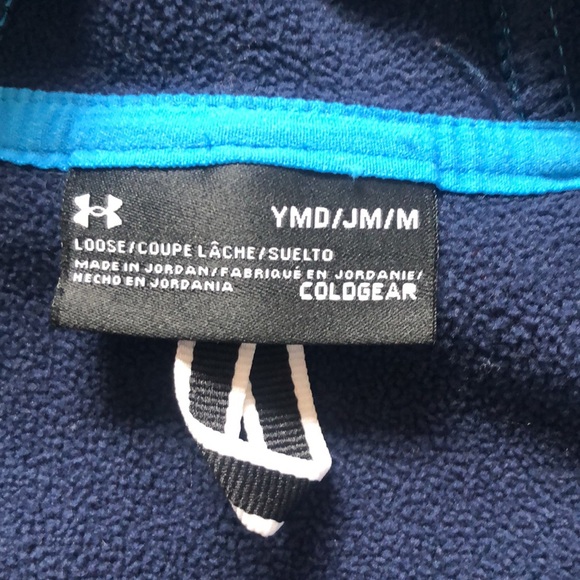 YMD/JM/M
LOOSE/COUPE LÂCHE/SUELTO
MADE IN JORDAN/FABRIQUÉ EN JORDANIE/
HECHO EN JORDANIA
COLDGEAR